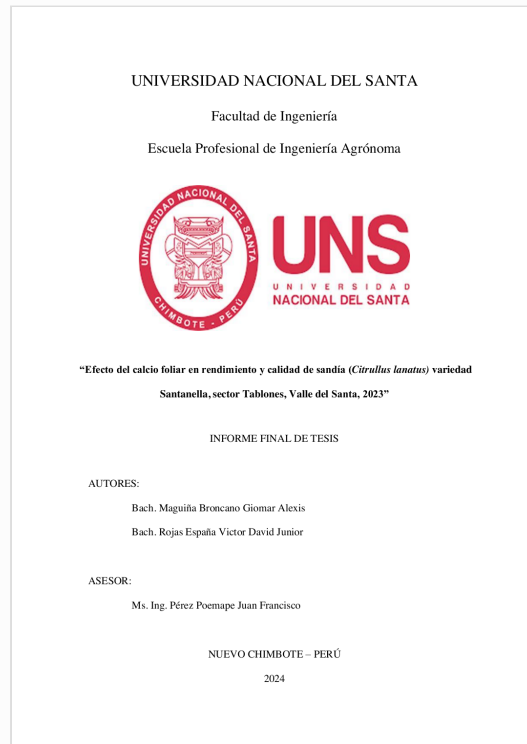 UNIVERSIDAD NACIONAL DEL SANTA
Facultad de Ingeniería
Escuela Profesional de Ingeniería Agrónoma
UNIVERSIDAD NACIONAL DEL SANTA
CHIMBOTE - PERÚ
UNS
UNIVERSIDAD
NACIONAL DEL SANTA
“Efecto del calcio foliar en rendimiento y calidad de sandía (Citrullus lanatus) variedad
Santanella, sector Tablones, Valle del Santa, 2023”
INFORME FINAL DE TESIS
AUTORES:
Bach. Maguiña Broncano Giomar Alexis
Bach. Rojas España Victor David Junior
ASESOR:
Ms. Ing. Pérez Poemape Juan Francisco
NUEVO CHIMBOTE – PERÚ
2024